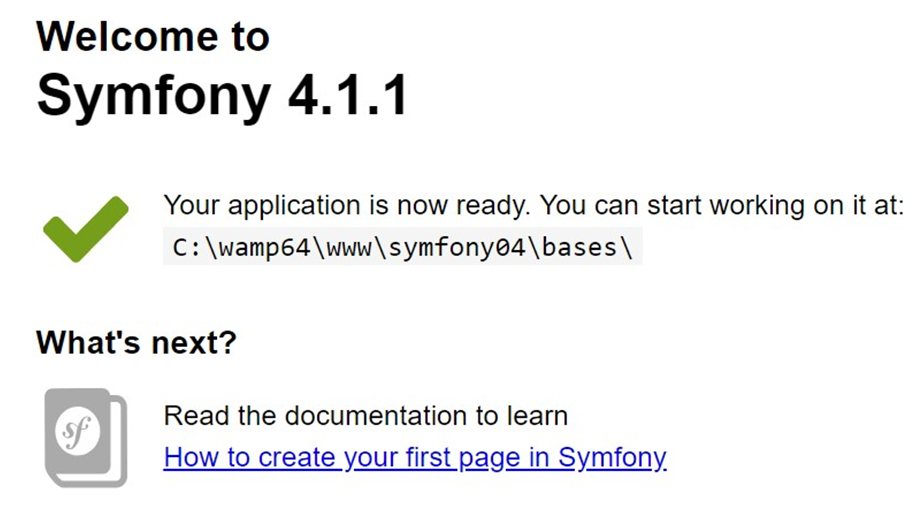 Welcome to
Symfony 4.1.1
Your application is now ready. You can start working on it at:
C:\wamp64\www\symfony04\bases\
What's next?
sf
Read the documentation to learn
How to create your first page in Symfony